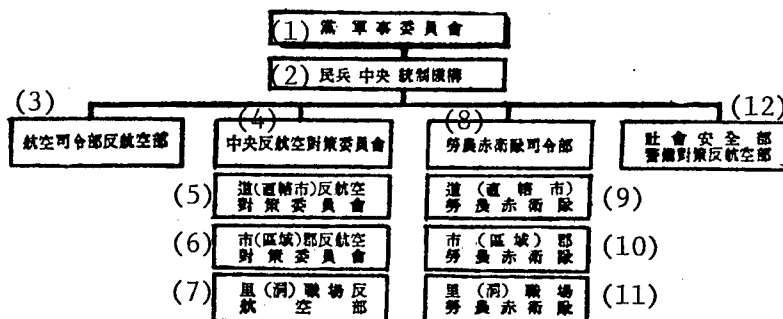 (1) 黨軍事委員會
(2) 民兵中央統制機構
(3)
航空司令部反航空部
(4)
中央反航空對策委員會
(8)
勞農赤衛隊司令部
(12)
社會安全部
警備對策反航空部
(5)
道(直轄市)反航空
對策委員會
(6)
市(區域)郡反航空
對策委員會
(7)
里(洞)職場反
航空部
道(直轄市)
勞農赤衛隊
(9)
市(區域)郡
勞農赤衛隊
(10)
里(洞)職場
勞農赤衛隊
(11)